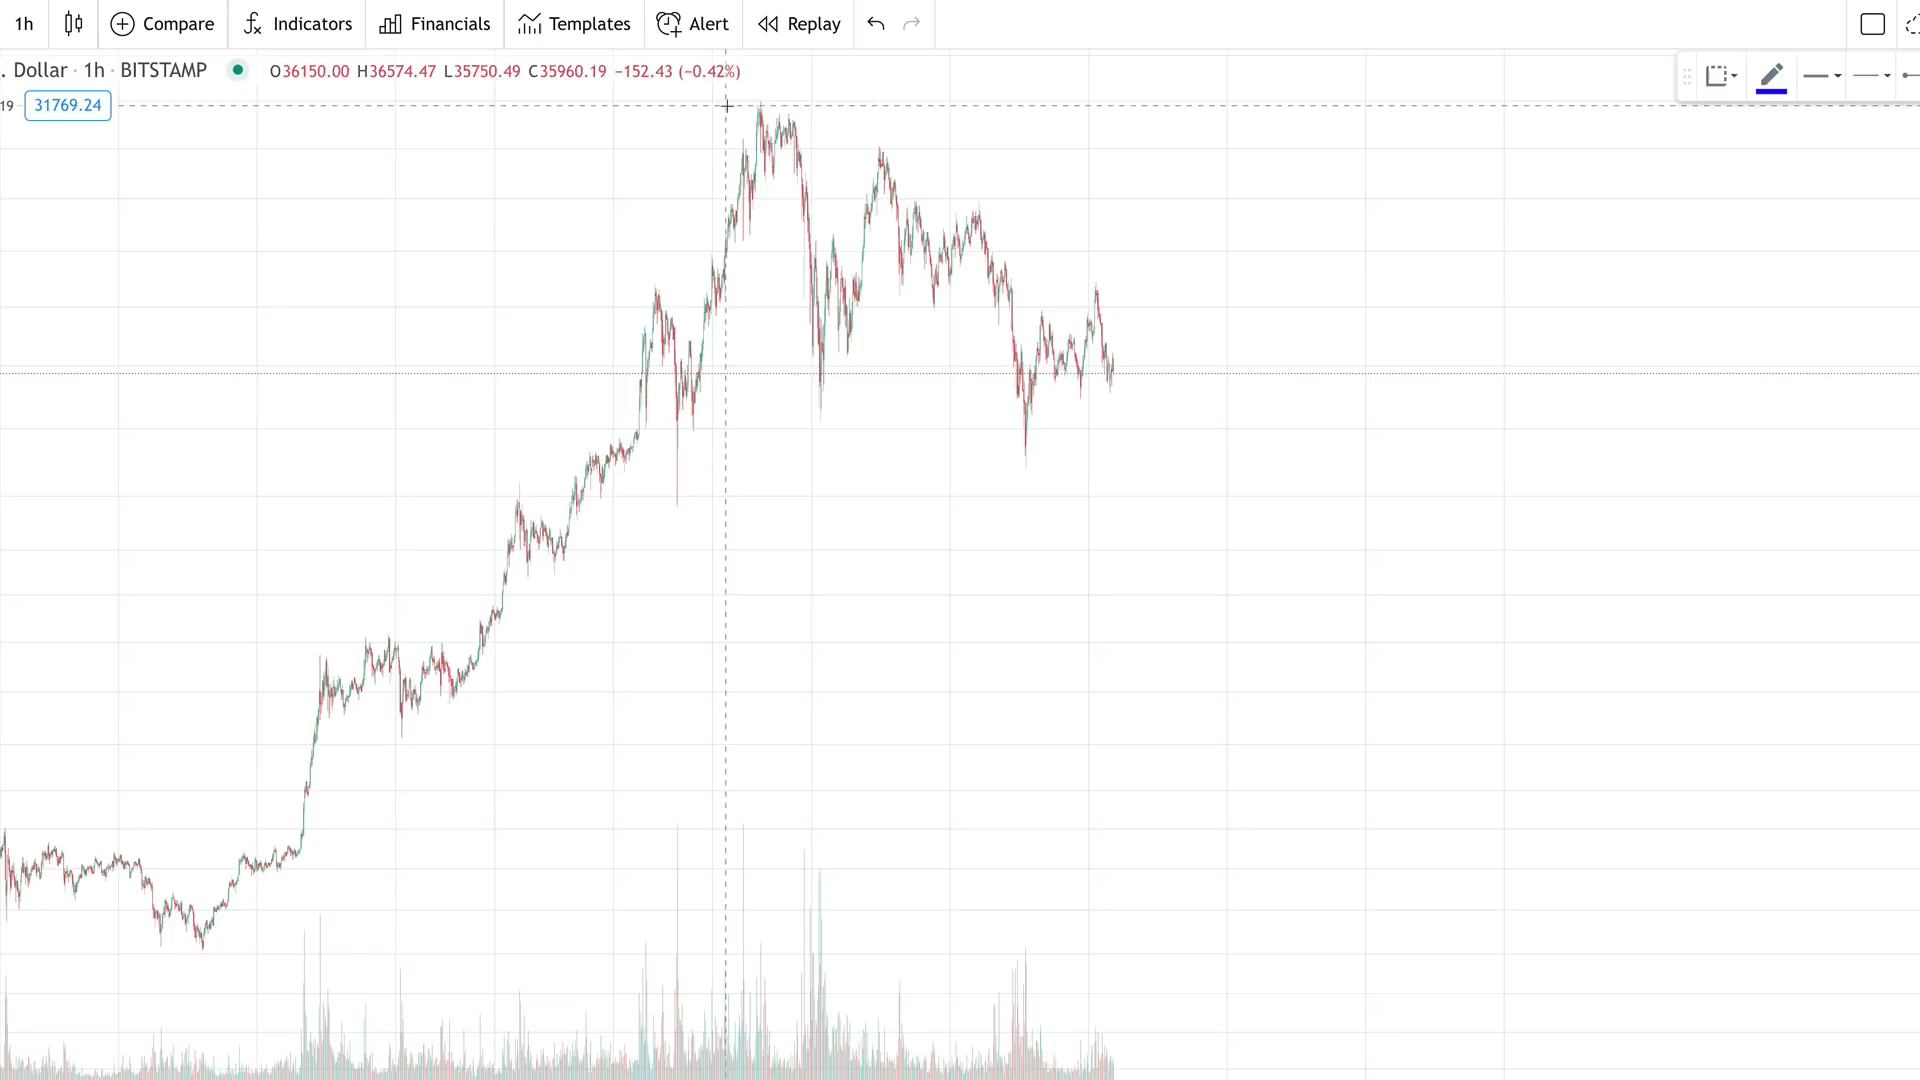 1h Compare Indicators Financials Templates Alert Replay
. Dollar · 1h · BITSTAMP O36150.00 H36574.47 L35750.49 C35960.19 −152.43 (−0.42%)
19 31769.24